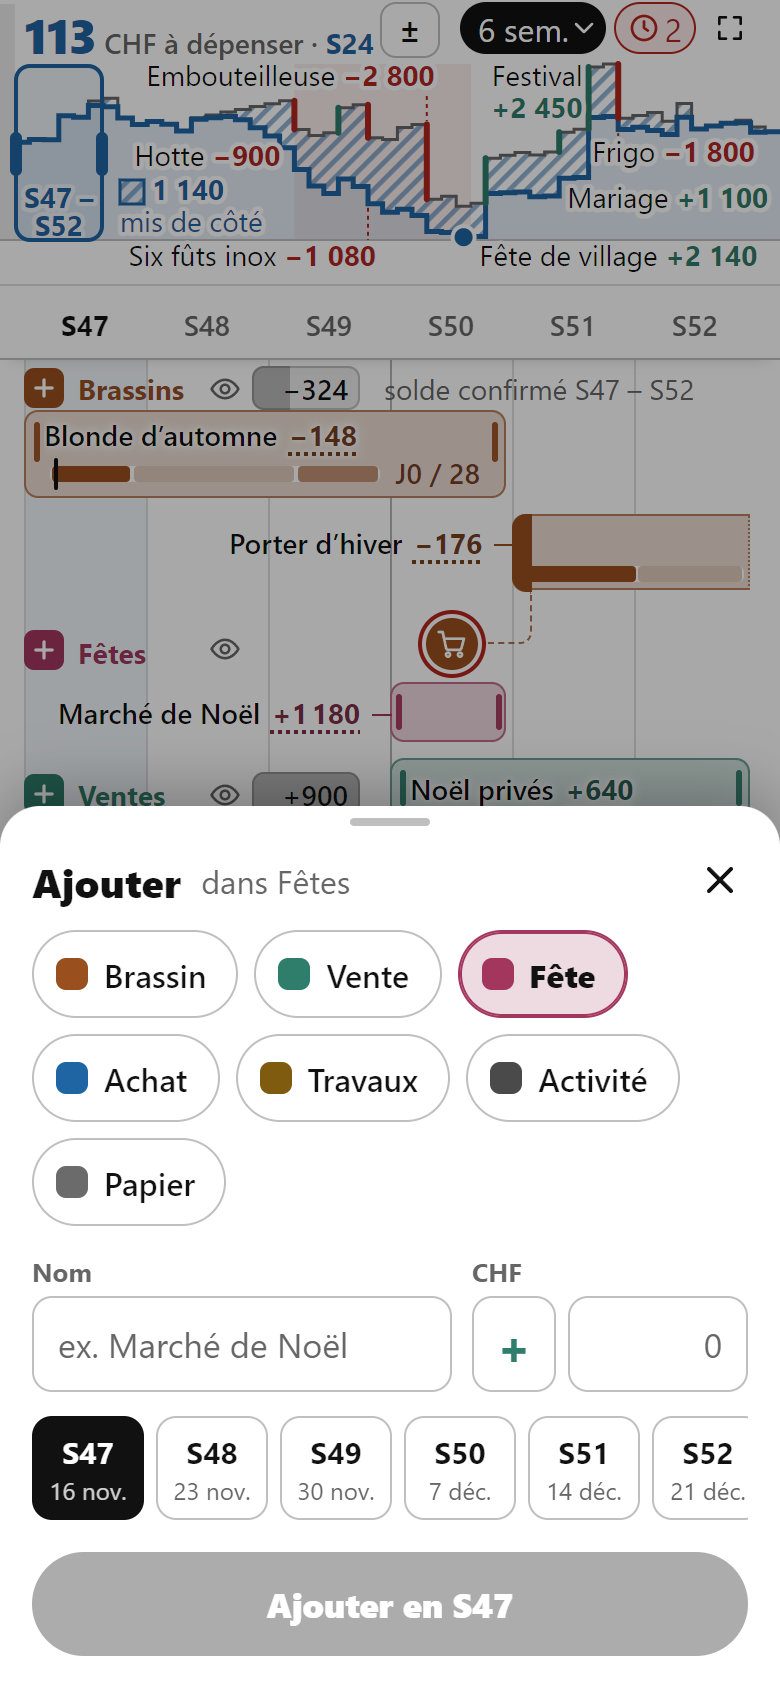 113 CHF à dépenser · S24 ± 6 sem. 2
Embouteilleuse −2 800 Festival
+2 450
Hotte −900 Frigo −1 800
S47 – 1 140 Mariage +1 100
S52 mis de côté
Six fûts inox −1 080 Fête de village +2 140
S47 S48 S49 S50 S51 S52
Brassins −324 solde confirmé S47 – S52
Blonde d’automne −148
J0 / 28
Porter d’hiver −176
Fêtes
Marché de Noël +1 180
Ventes +900 Noël privés +640
Ajouter dans Fêtes
Brassin Vente Fête
Achat Travaux Activité
Papier
Nom CHF
ex. Marché de Noël + 0
S47 S48 S49 S50 S51 S52
16 nov. 23 nov. 30 nov. 7 déc. 14 déc. 21 déc.
Ajouter en S47